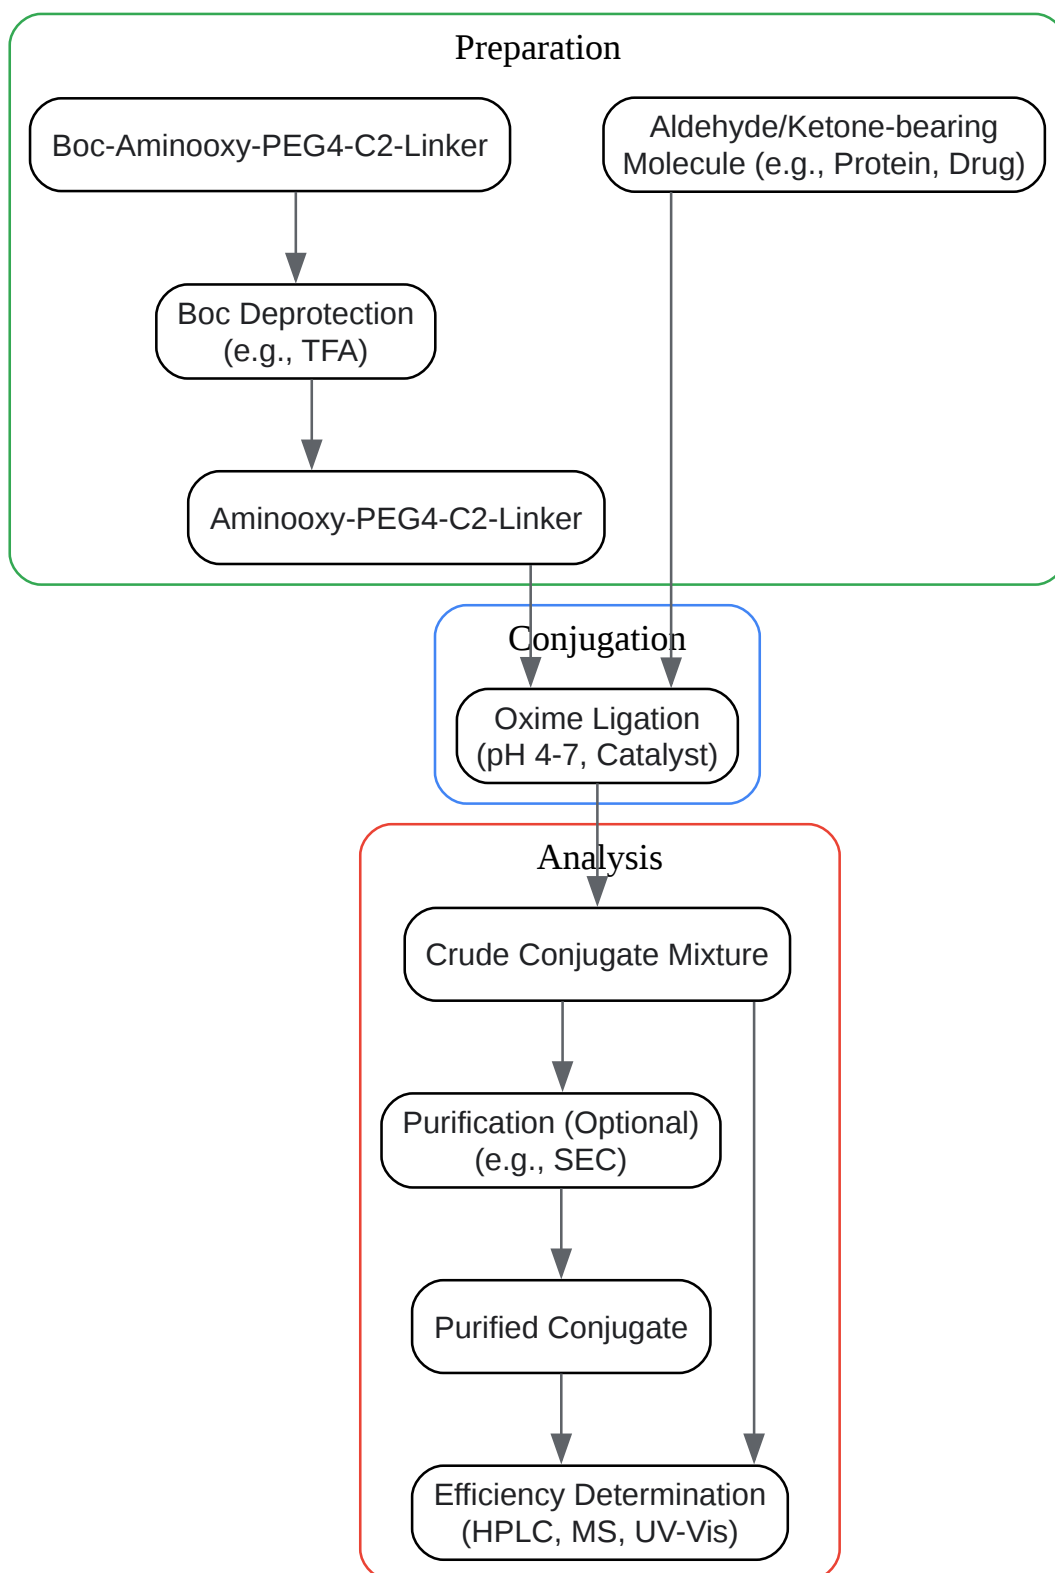 Preparation
Boc-Aminooxy-PEG4-C2-Linker
Aldehyde/Ketone-bearing
Molecule (e.g., Protein, Drug)
Boc Deprotection
(e.g., TFA)
Aminooxy-PEG4-C2-Linker
Conjugation
Oxime Ligation
(pH 4-7, Catalyst)
Analysis
Crude Conjugate Mixture
Purification (Optional)
(e.g., SEC)
Purified Conjugate
Efficiency Determination
(HPLC, MS, UV-Vis)